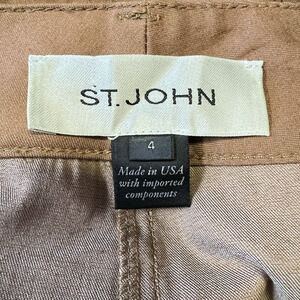 ST. JOHN
4
Made in USA
with imported
components